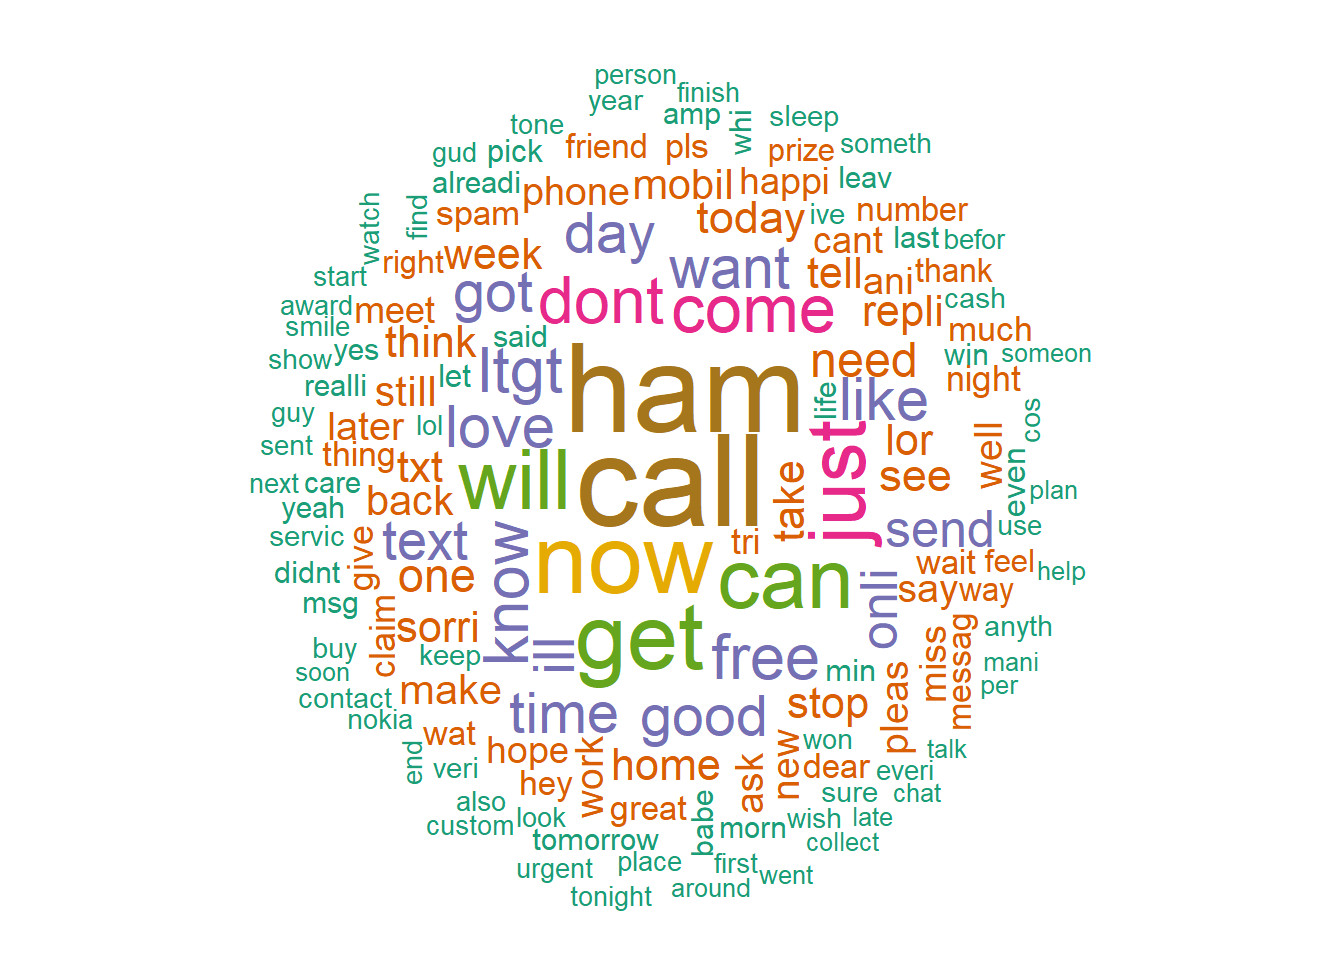 person
finish
year
amp
whi
sleep
tone
gud
pick
friend
pls
prize
someth
alreadi
phone
mobil
happi
leav
watch
find
spam
day
today
ive
number
right
week
want
cant
last
befor
start
got
dont
come
tell
ani
thank
award
meet
repli
cash
smile
think
said
much
show
yes
ltgt
ham
need
win
someon
realli
still
let
life
like
night
guy
later
lol
love
just
lor
well
cos
sent
thing
txt
will
call
take
see
even
next
care
back
plan
yeah
servic
give
text
know
now
tri
send
use
didnt
one
can
onli
wait
feel
help
msg
claim
sorri
say
way
buy
keep
ill
get
free
min
pleas
miss
messag
anyth
soon
mani
contact
make
time
good
stop
per
nokia
wat
hope
work
home
ask
new
won
dear
everi
talk
end
veri
hey
great
sure
chat
also
look
custom
babe
morn
wish
late
tomorrow
collect
urgent
place
first
went
tonight
around